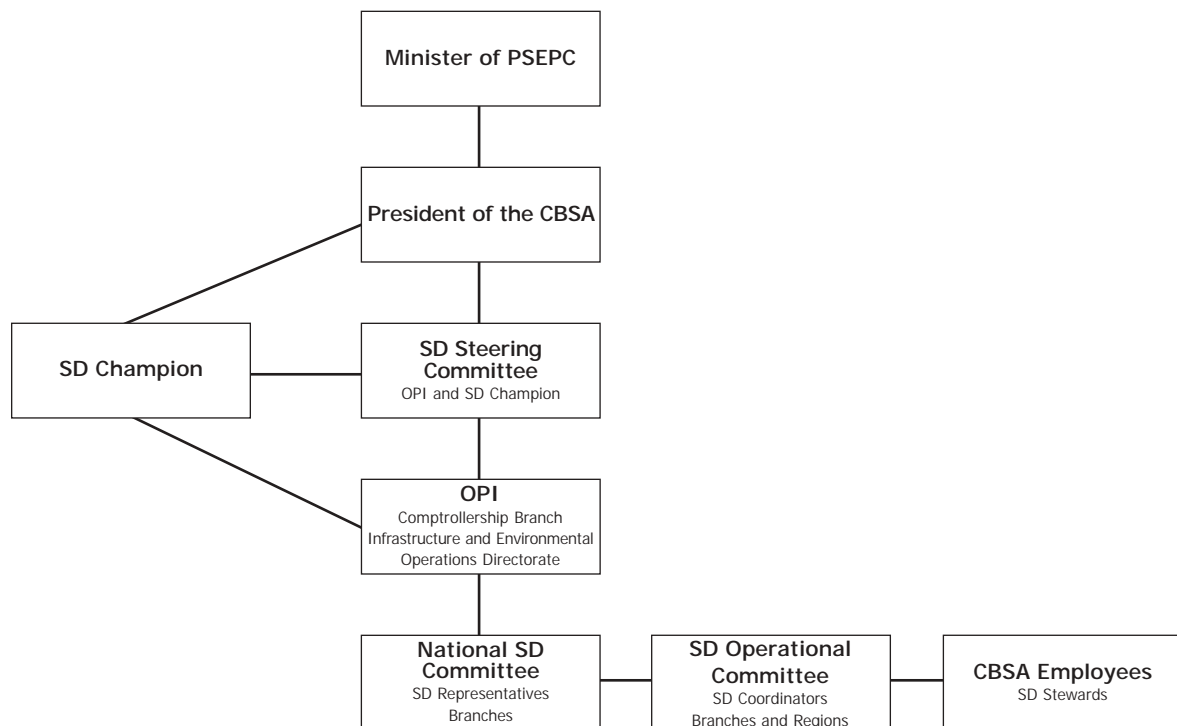 Minister of PSEPC
President of the CBSA
SD Champion
SD Steering
Committee
OPI and SD Champion
OPI
Comptrollership Branch
Infrastructure and Environmental
Operations Directorate
National SD
Committee
SD Representatives
Branches
SD Operational
Committee
SD Coordinators
Branches and Regions
CBSA Employees
SD Stewards